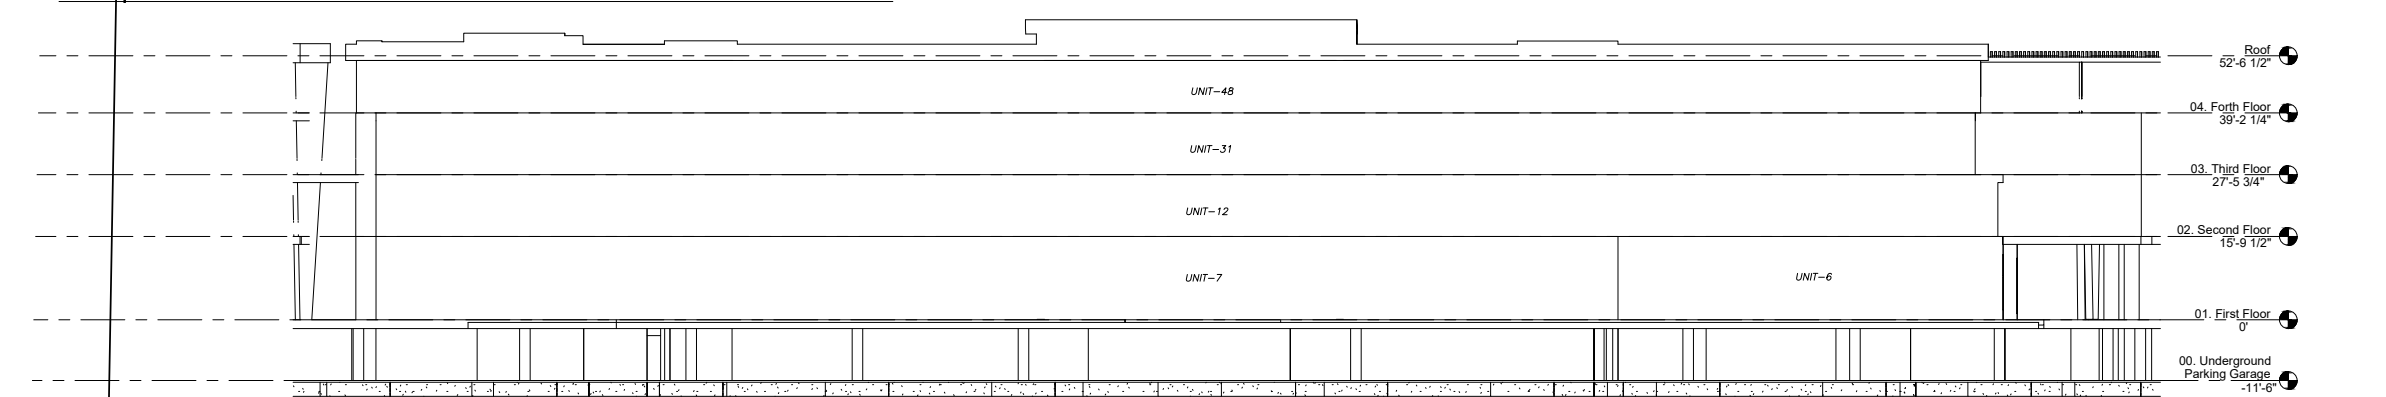 Roof
52'-6 1/2"
UNIT-48
04. Forth Floor
39'-2 1/4"
UNIT-31
03. Third Floor
27'-5 3/4"
UNIT-12
02. Second Floor
15'-9 1/2"
UNIT-7
UNIT-6
01. First Floor
0'
00. Underground
Parking Garage
-11'-6"